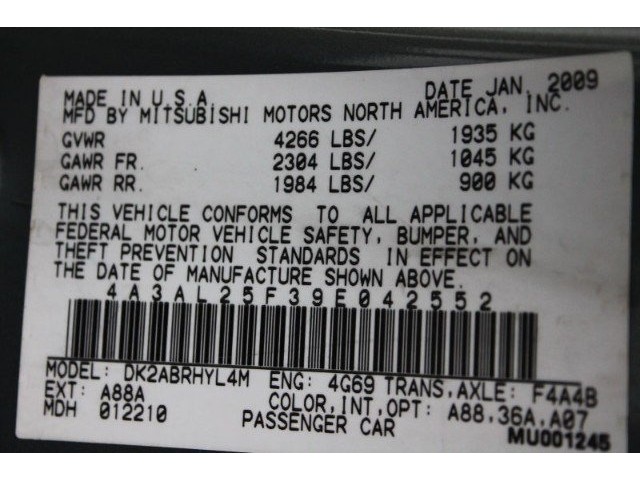 MADE IN U.S.A. DATE JAN. 2009
MFD BY MITSUBISHI MOTORS NORTH AMERICA, INC.
GVWR 4266 LBS/ 1935 KG
GAWR FR. 2304 LBS/ 1045 KG
GAWR RR. 1984 LBS/ 900 KG
THIS VEHICLE CONFORMS TO ALL APPLICABLE
FEDERAL MOTOR VEHICLE SAFETY, BUMPER, AND
THEFT PREVENTION STANDARDS IN EFFECT ON
THE DATE OF MANUFACTURE SHOWN ABOVE.
4A3AL25F39E042552
MODEL: DK2ABRHYL4M ENG: 4G69 TRANS,AXLE: F4A4B
EXT: A88A COLOR,INT,OPT: A88.36A.A07
MDH 012210 PASSENGER CAR MU001245